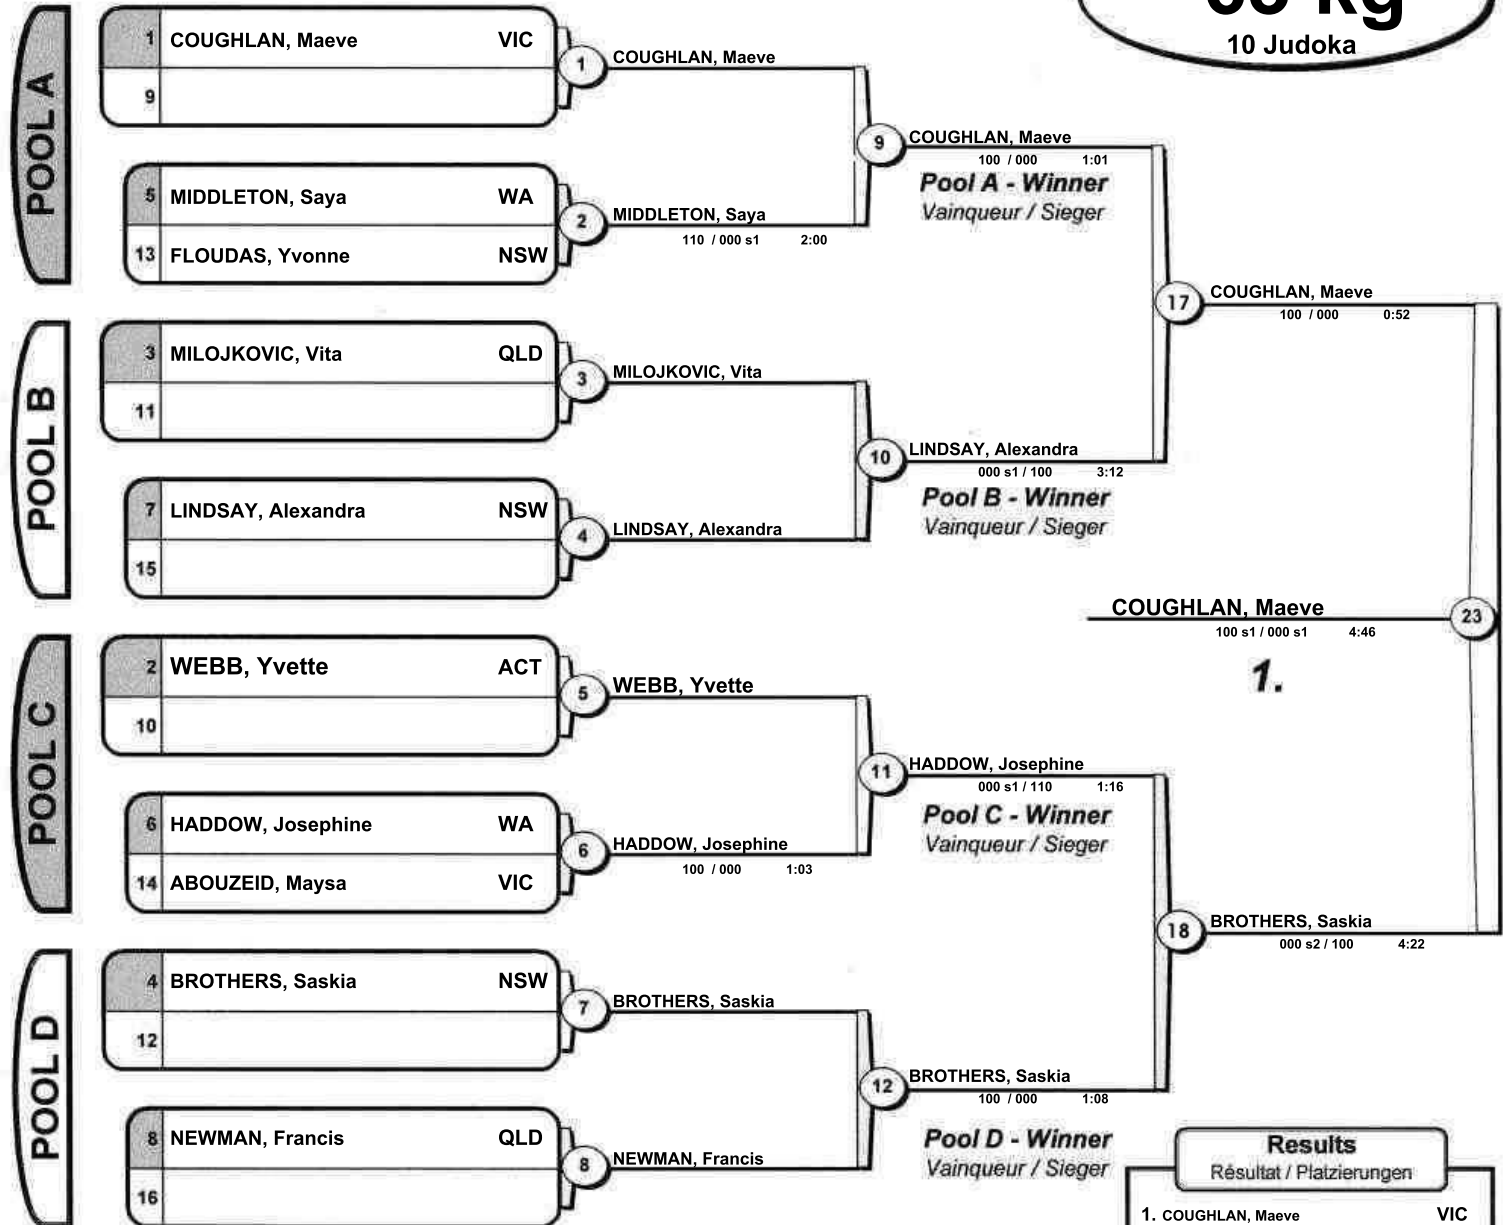 kg
10 Judoka
POOL A
1 COUGHLAN, Maeve VIC
9
1 COUGHLAN, Maeve
5 MIDDLETON, Saya WA
13 FLOUDAS, Yvonne NSW
2 MIDDLETON, Saya
110 / 000 s1 2:00
9 COUGHLAN, Maeve
100 / 000 1:01
Pool A - Winner
Vainqueur / Sieger
POOL B
3 MILOJKOVIC, Vita QLD
11
3 MILOJKOVIC, Vita
7 LINDSAY, Alexandra NSW
15
4 LINDSAY, Alexandra
10 LINDSAY, Alexandra
000 s1 / 100 3:12
Pool B - Winner
Vainqueur / Sieger
17 COUGHLAN, Maeve
100 / 000 0:52
COUGHLAN, Maeve 23
100 s1 / 000 s1 4:46
1.
POOL C
2 WEBB, Yvette ACT
10
5 WEBB, Yvette
6 HADDOW, Josephine WA
14 ABOUZEID, Maysa VIC
6 HADDOW, Josephine
100 / 000 1:03
11 HADDOW, Josephine
000 s1 / 110 1:16
Pool C - Winner
Vainqueur / Sieger
18 BROTHERS, Saskia
000 s2 / 100 4:22
POOL D
4 BROTHERS, Saskia NSW
12
7 BROTHERS, Saskia
8 NEWMAN, Francis QLD
16
8 NEWMAN, Francis
12 BROTHERS, Saskia
100 / 000 1:08
Pool D - Winner
Vainqueur / Sieger
Results
Résultat / Platzierungen
1. COUGHLAN, Maeve VIC